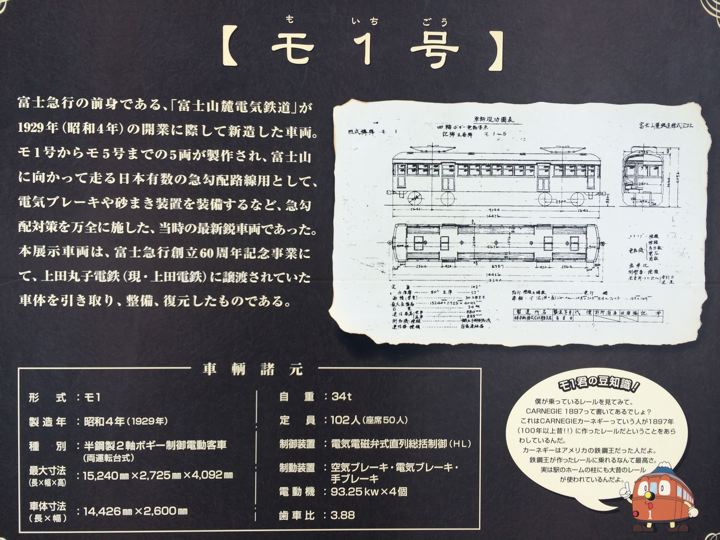 も いち ごう
【 モ 1 号 】
富士急行の前身である、「富士山麓電気鉄道」が
1929年(昭和4年)の開業に際して新造した車両。
モ1号からモ5号までの5両が製作され、富士山
に向かって走る日本有数の急勾配路線用として、
電気ブレーキや砂まき装置を装備するなど、急勾
配対策を万全に施した、当時の最新鋭車両であった。
本展示車両は、富士急行創立60周年記念事業に
て、上田丸子電鉄(現・上田電鉄)に譲渡されていた
車体を引き取り、整備、復元したものである。
車輌諸元
形 式:モ1
製造年:昭和4年(1929年)
種 別:半鋼製2軸ボギー制御電動客車
(両運転台式)
最大寸法:15,240㎜×2,725㎜×4,092㎜
(長×幅×高)
車体寸法:14,426㎜×2,600㎜
(長×幅)
自 重:34t
定 員:102人(座席50人)
制御装置:電気電磁弁式直列総括制御(HL)
制動装置:空気ブレーキ・電気ブレーキ・
手ブレーキ
電動機:93.25kw×4個
歯車比:3.88
モ1君の豆知識!
僕が乗っているレールを見てみて。
CARNEGIE 1897って書いてあるでしょ?
これはCARNEGIEカーネギーっていう人が1897年
(100年以上昔!!)に作ったレールだということをあら
わしているんだ。
カーネギーはアメリカの鉄鋼王だった人だよ。
鉄鋼王が作ったレールに乗れるなんて最高さ。
実は駅のホームの柱にも大昔のレール
が使われているんだよ。
1